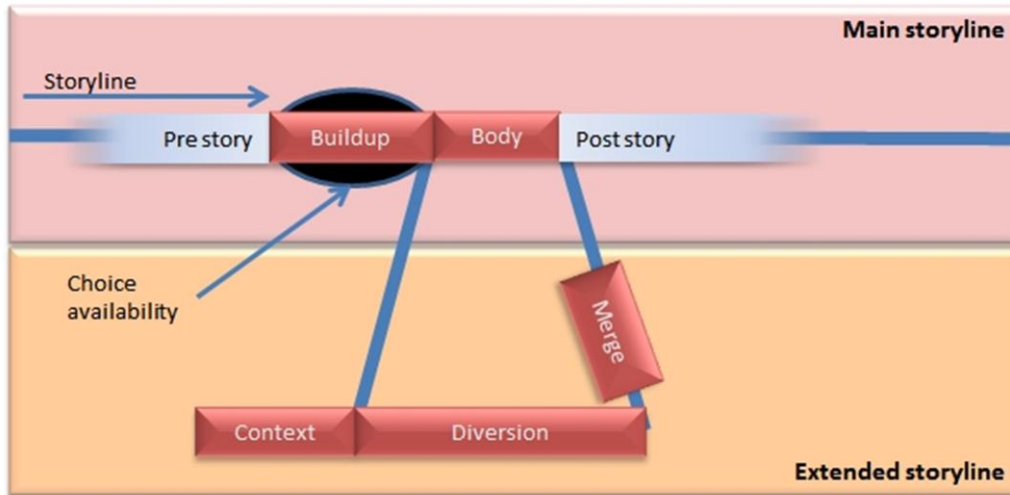 Main storyline
Storyline
Pre story
Buildup
Body
Post story
Choice
availability
Merge
Context
Diversion
Extended storyline